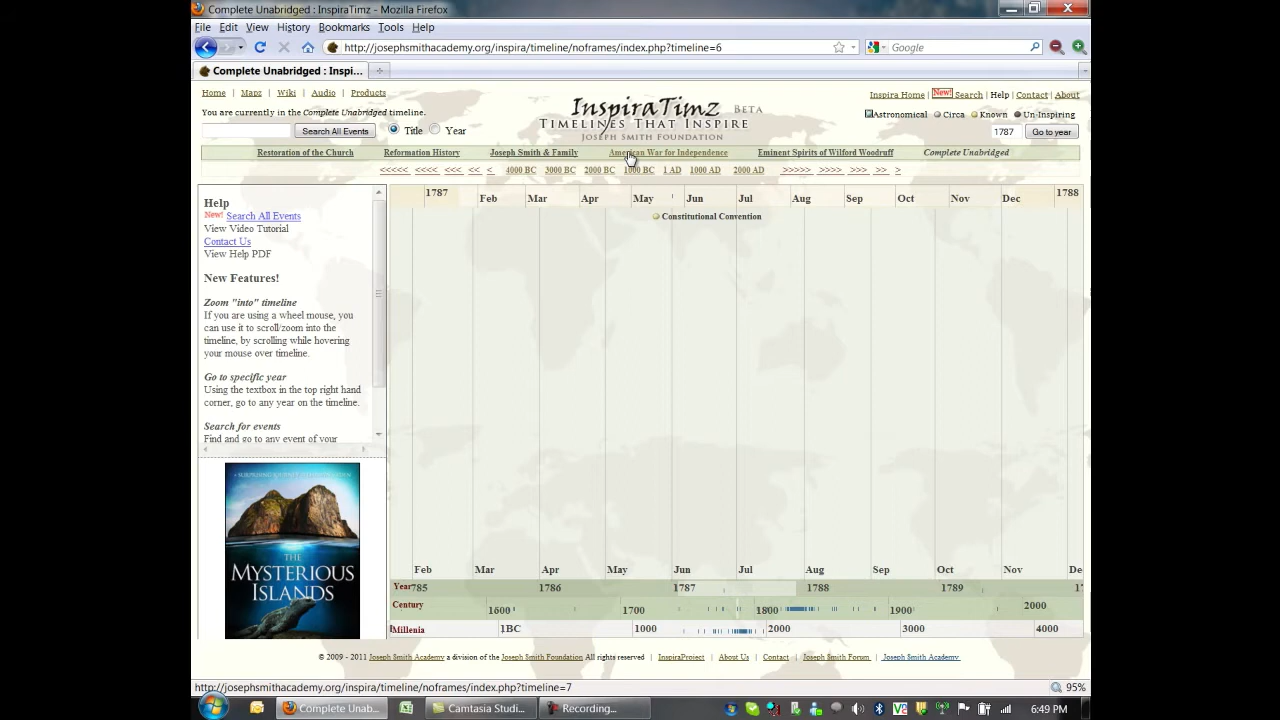 Complete Unabridged : InspiraTimz - Mozilla Firefox
File Edit View History Bookmarks Tools Help
http://josephsmithacademy.org/inspira/timeline/noframes/index.php?timeline=6
Google
Complete Unabridged : Inspi...
Home | Mapz | Wiki | Audio | Products
InspiraTimz BETA
TIMELINES THAT INSPIRE
JOSEPH SMITH FOUNDATION
Inspira Home | New! Search | Help | Contact | About
You are currently in the Complete Unabridged timeline.
Astronomical Circa Known Un-Inspiring
Search All Events Title Year
1787 Go to year
Restoration of the Church Reformation History Joseph Smith & Family American War for Independence Eminent Spirits of Wilford Woodruff Complete Unabridged
<<<<< <<<< <<< << < 4000 BC 3000 BC 2000 BC 1000 BC 1 AD 1000 AD 2000 AD >>>>> >>>> >>> >> >
Help
New! Search All Events
View Video Tutorial
Contact Us
View Help PDF
New Features!
Zoom "into" timeline
If you are using a wheel mouse, you
can use it to scroll/zoom into the
timeline, by scrolling while hovering
your mouse over timeline.
Go to specific year
Using the textbox in the top right hand
corner, go to any year on the timeline.
Search for events
Find and go to any event of your
THE
MYSTERIOUS
ISLANDS
1787 Feb Mar Apr May Jun Jul Aug Sep Oct Nov Dec 1788
Constitutional Convention
Feb Mar Apr May Jun Jul Aug Sep Oct Nov De
Year 785 1786 1787 1788 1789 1
Century 1600 1700 1800 1900 2000
Millenia 1BC 1000 2000 3000 4000
© 2009 - 2011 Joseph Smith Academy a division of the Joseph Smith Foundation All rights reserved | InspiraProject | About Us | Contact | Joseph Smith Forum | Joseph Smith Academy
http://josephsmithacademy.org/inspira/timeline/noframes/index.php?timeline=7
95%
Complete Unab... Camtasia Studi... Recording...
6:49 PM